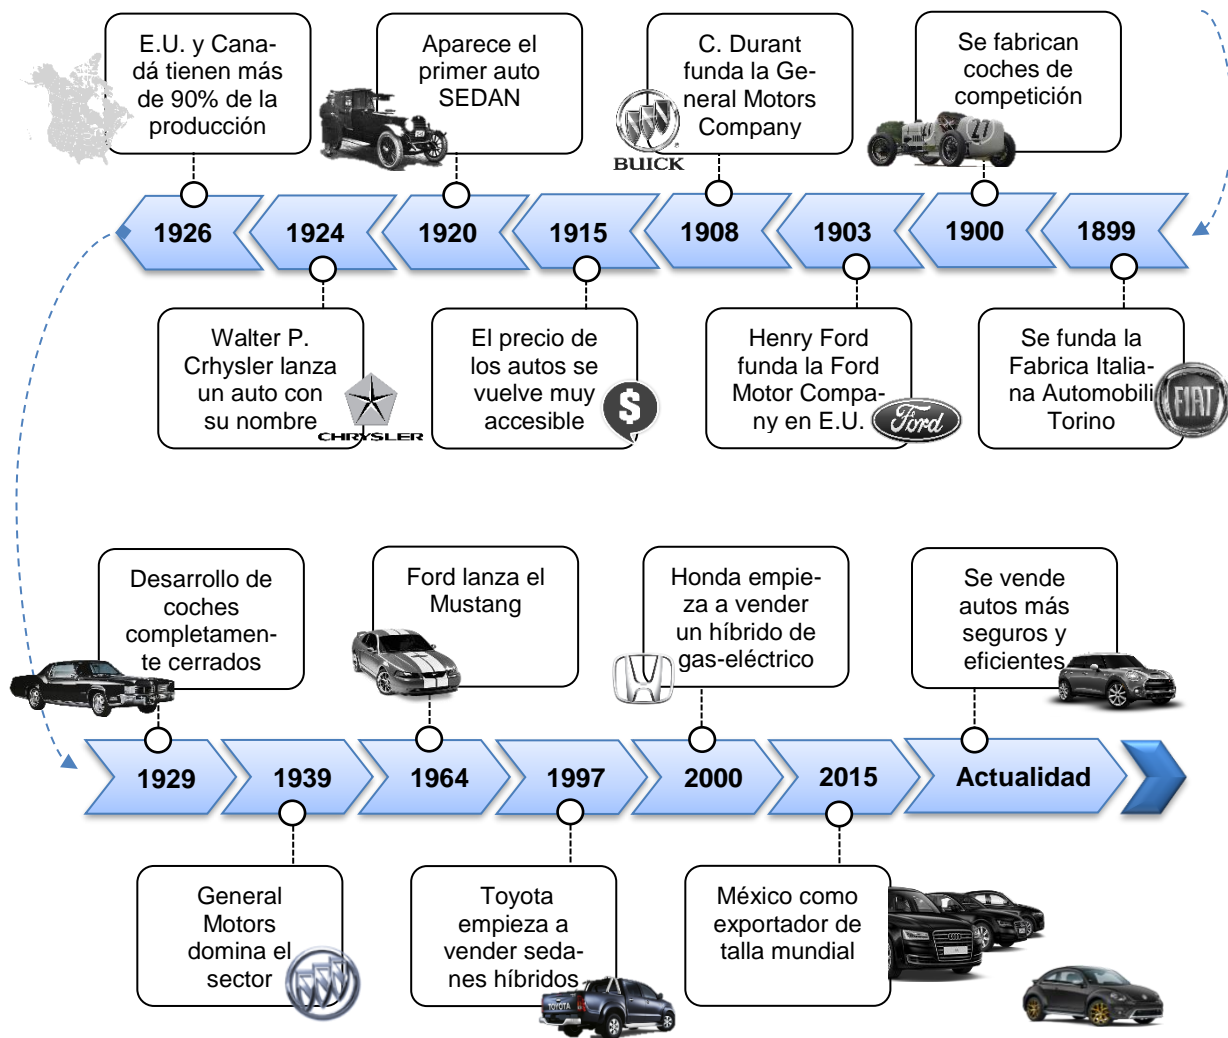 E.U. y Cana-
dá tienen más
de 90% de la
producción
Aparece el
primer auto
SEDAN
C. Durant
funda la Ge-
neral Motors
Company
BUICK
Se fabrican
coches de
competición
27
1926
1924
1920
1915
1908
1903
1900
1899
Walter P.
Crhysler lanza
un auto con
su nombre
CHRYSLER
El precio de
los autos se
vuelve muy
accesible
$
Henry Ford
funda la Ford
Motor Compa-
ny en E.U.
Ford
Se funda la
Fabrica Italia-
na Automobili
Torino
FIAT
Desarrollo de
coches
completamen-
te cerrados
Ford lanza el
Mustang
Honda empie-
za a vender
un híbrido de
gas-eléctrico
Se vende
autos más
seguros y
eficientes
1929
1939
1964
1997
2000
2015
Actualidad
General
Motors
domina el
sector
Toyota
empieza a
vender seda-
nes híbridos
TOYOTA
México como
exportador de
talla mundial